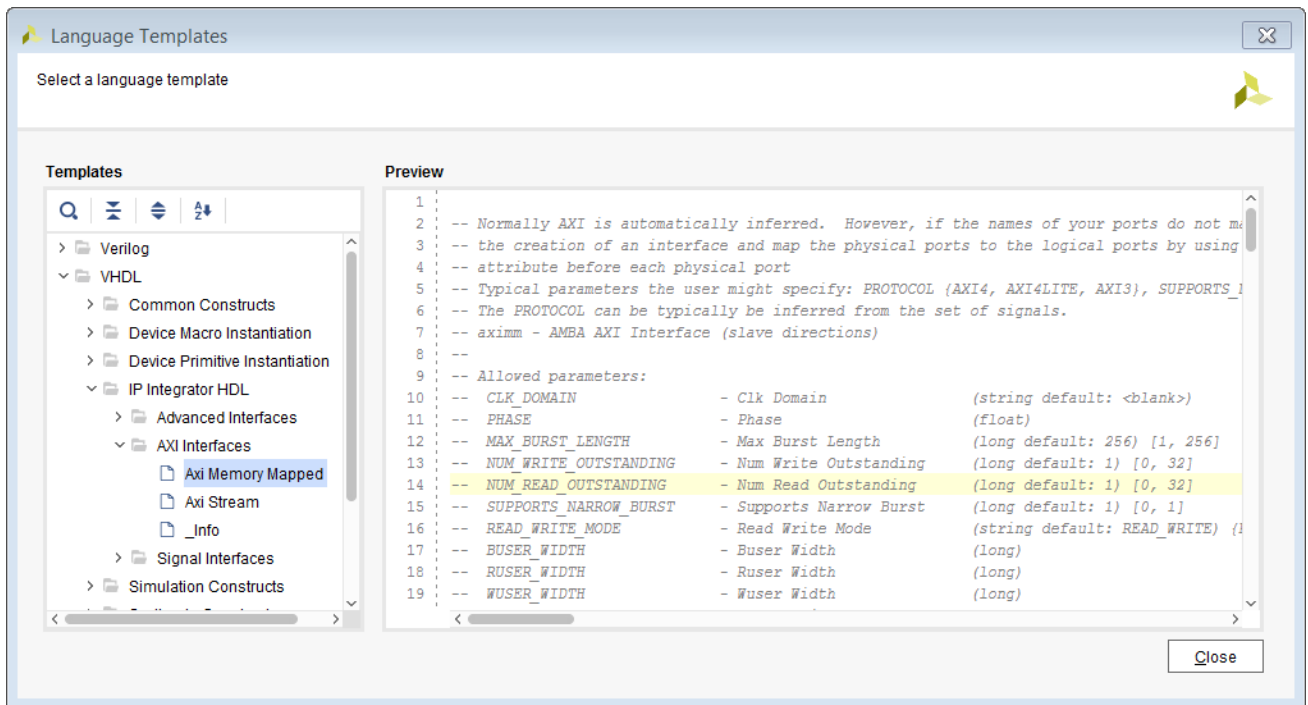 Language Templates
Select a language template
Templates
Verilog
VHDL
Common Constructs
Device Macro Instantiation
Device Primitive Instantiation
IP Integrator HDL
Advanced Interfaces
AXI Interfaces
Axi Memory Mapped
Axi Stream
_Info
Signal Interfaces
Simulation Constructs
Preview
1
2 -- Normally AXI is automatically inferred.  However, if the names of your ports do not
3 -- the creation of an interface and map the physical ports to the logical ports by using
4 -- attribute before each physical port
5 -- Typical parameters the user might specify: PROTOCOL {AXI4, AXI4LITE, AXI3},
6 -- The PROTOCOL can be typically be inferred from the set of signals.
7 -- aximm - AMBA AXI Interface (slave directions)
8 --
9 -- Allowed parameters:
10 --  CLK_DOMAIN - Clk Domain (string default: <blank>)
11 --  PHASE - Phase (float)
12 --  MAX_BURST_LENGTH - Max Burst Length (long default: 256) [1, 256]
13 --  NUM_WRITE_OUTSTANDING - Num Write Outstanding (long default: 1) [0, 32]
14 --  NUM_READ_OUTSTANDING - Num Read Outstanding (long default: 1) [0, 32]
15 --  SUPPORTS_NARROW_BURST - Supports Narrow Burst (long default: 1) [0, 1]
16 --  READ_WRITE_MODE - Read Write Mode (string default: READ_WRITE)
17 --  BUSER_WIDTH - Buser Width (long)
18 --  RUSER_WIDTH - Ruser Width (long)
19 --  WUSER_WIDTH - Wuser Width (long)
Close